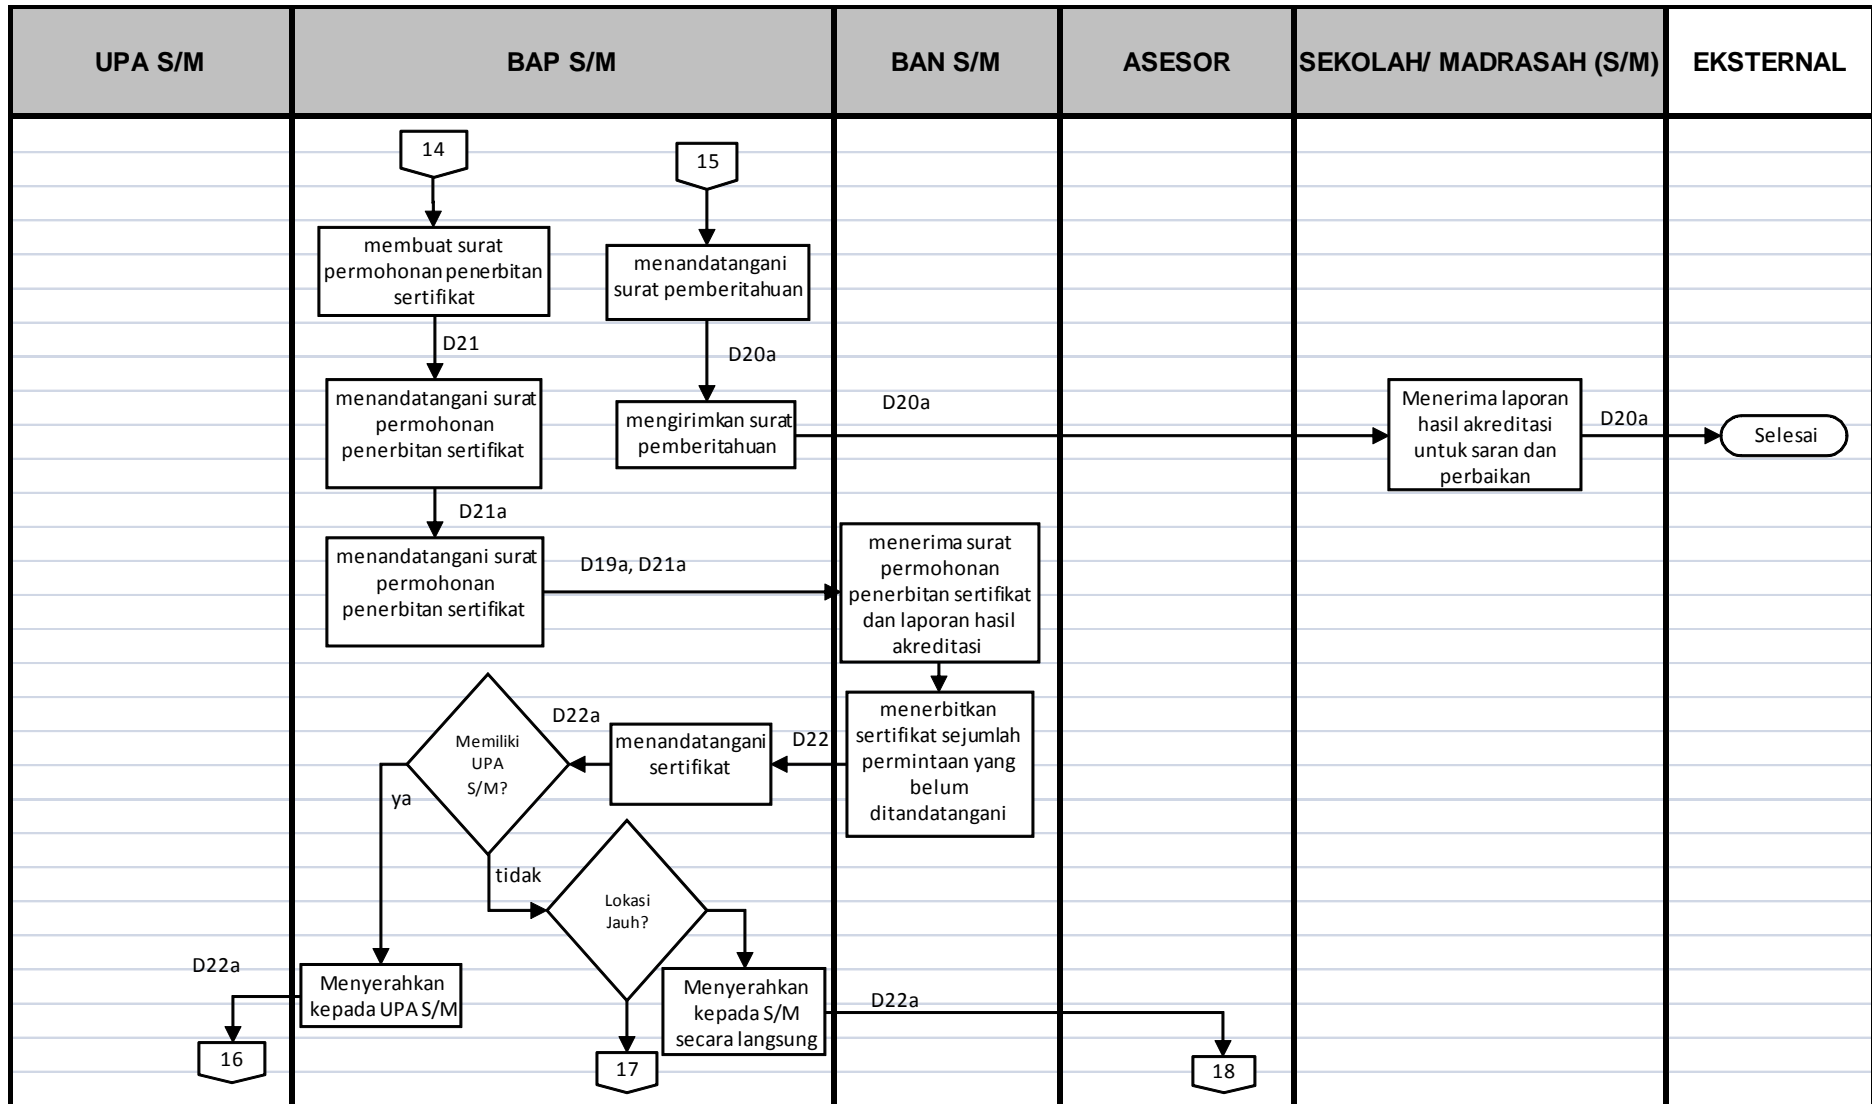 UPA S/M
BAP S/M
BAN S/M
ASESOR
SEKOLAH/ MADRASAH (S/M)
EKSTERNAL
14
15
membuat surat
permohonan penerbitan
sertifikat
menandatangani
surat pemberitahuan
D21
D20a
menandatangani surat
permohonan
penerbitan sertifikat
mengirimkan surat
pemberitahuan
D20a
Menerima laporan
hasil akreditasi
untuk saran dan
perbaikan
D20a
Selesai
D21a
menandatangani surat
permohonan
penerbitan sertifikat
D19a, D21a
menerima surat
permohonan
penerbitan sertifikat
dan laporan hasil
akreditasi
menerbitkan
sertifikat sejumlah
permintaan yang
belum
ditandatangani
D22
menandatangani
sertifikat
D22a
Memiliki
UPA
S/M?
ya
tidak
Lokasi
Jauh?
Menyerahkan
kepada UPA S/M
D22a
Menyerahkan
kepada S/M
secara langsung
D22a
16
17
18